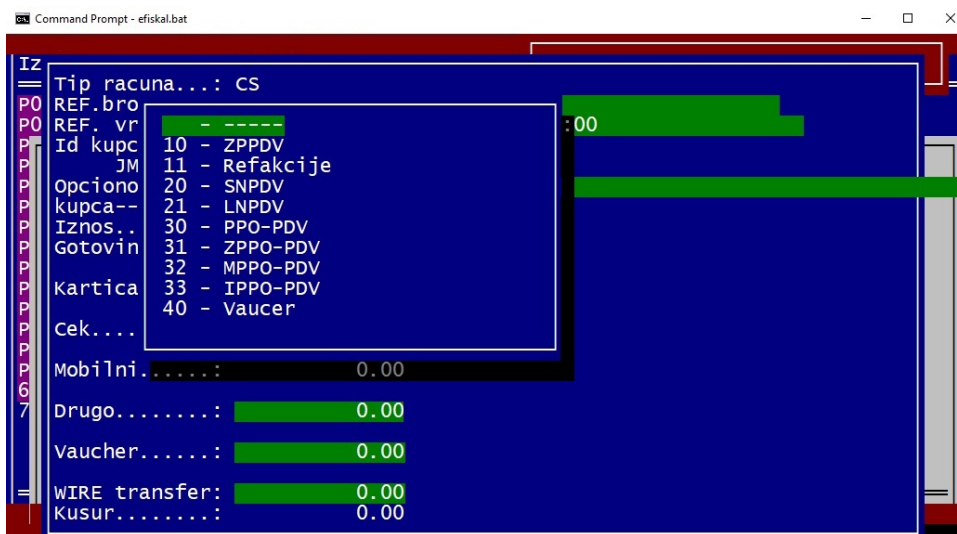 Command Prompt - efiskal.bat
Iz
Tip racuna...: CS
PO REF.bro
PO REF. vr - ----- :00
P Id kupc 10 - ZPPDV
P JM 11 - Refakcije
P Opciono 20 - SNPDV
P kupca-- 21 - LNPDV
P Iznos.. 30 - PPO-PDV
P Gotovin 31 - ZPPO-PDV
P 32 - MPPO-PDV
P Kartica 33 - IPPO-PDV
P 40 - Vaucer
P Cek....
P
P Mobilni......: 0.00
6
7 Drugo........: 0.00
Vaucher......: 0.00
WIRE transfer: 0.00
Kusur........: 0.00